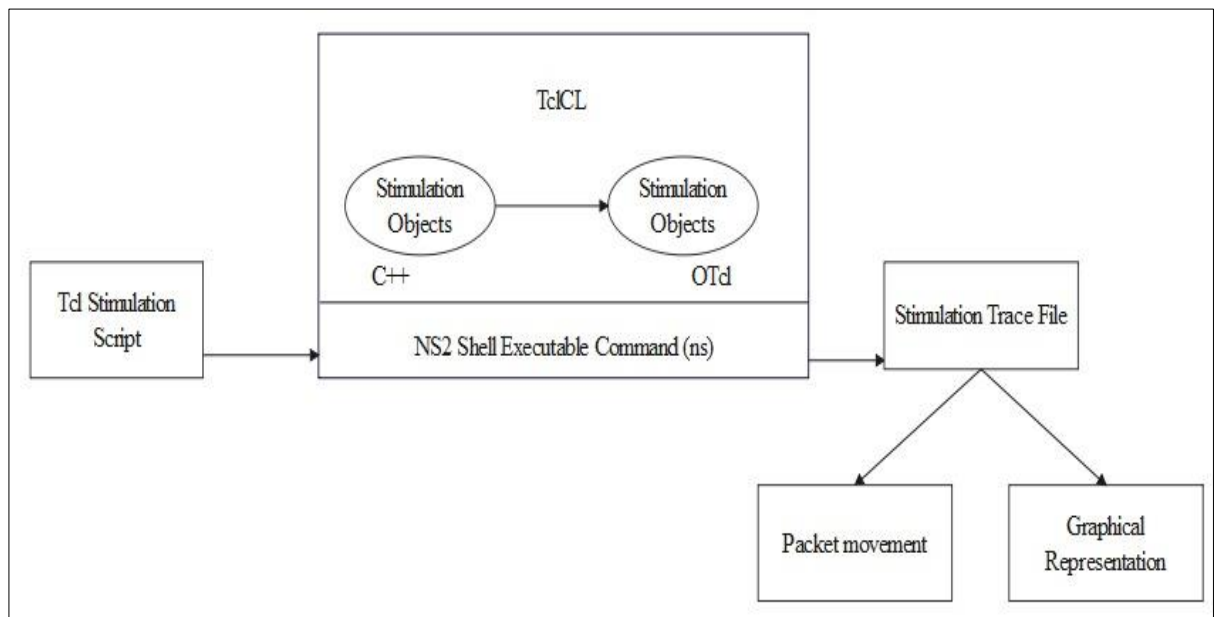 TclCL
Stimulation
Objects
Stimulation
Objects
C++
OTcl
Tcl Stimulation
Script
NS2 Shell Executable Command (ns)
Stimulation Trace File
Packet movement
Graphical
Representation